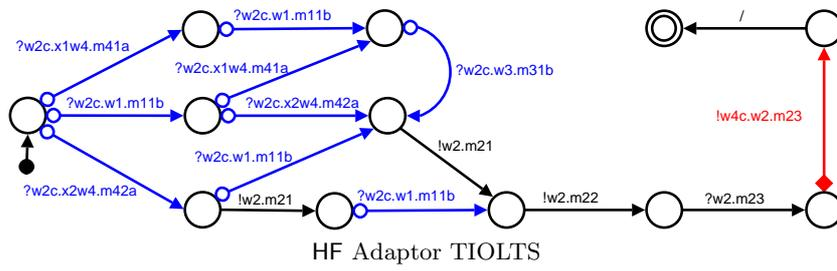 ?w2c.w1.m11b
/
?w2c.x1w4.m41a
?w2c.x1w4.m41a
?w2c.w3.m31b
?w2c.w1.m11b
?w2c.x2w4.m42a
!w4c.w2.m23
!w2.m21
?w2c.w1.m11b
?w2c.x2w4.m42a
!w2.m21
?w2c.w1.m11b
!w2.m22
?w2.m23
HF Adaptor TIOLTS